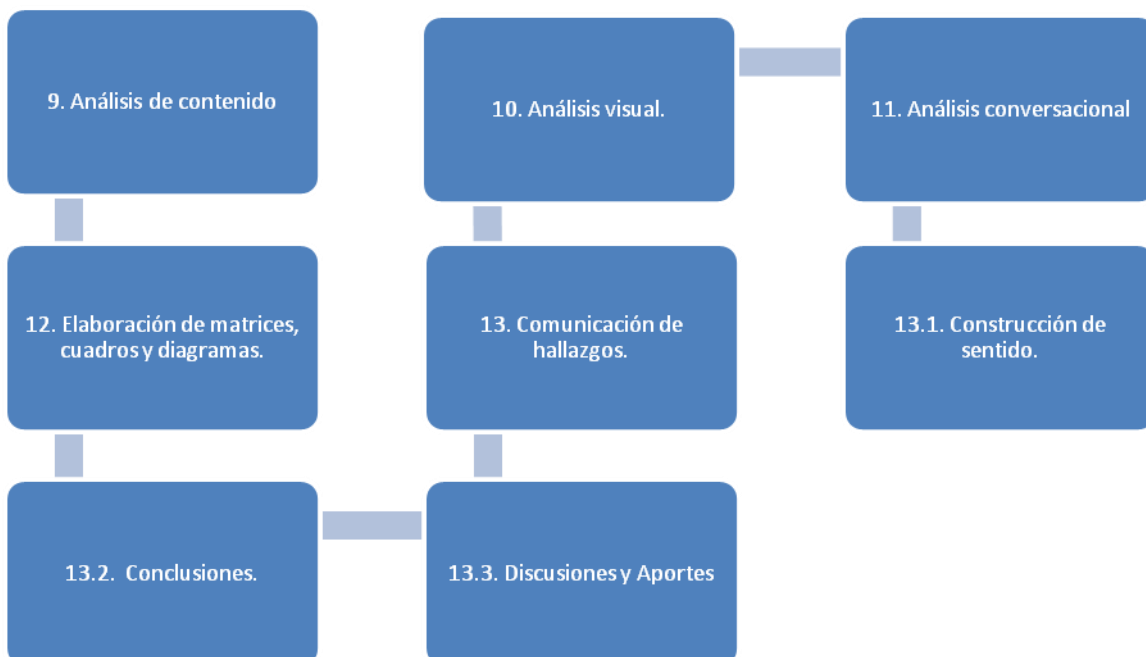 9. Análisis de contenido
10. Análisis visual.
11. Análisis conversacional
12. Elaboración de matrices,
cuadros y diagramas.
13. Comunicación de
hallazgos.
13.1. Construcción de
sentido.
13.2. Conclusiones.
13.3. Discusiones y Aportes